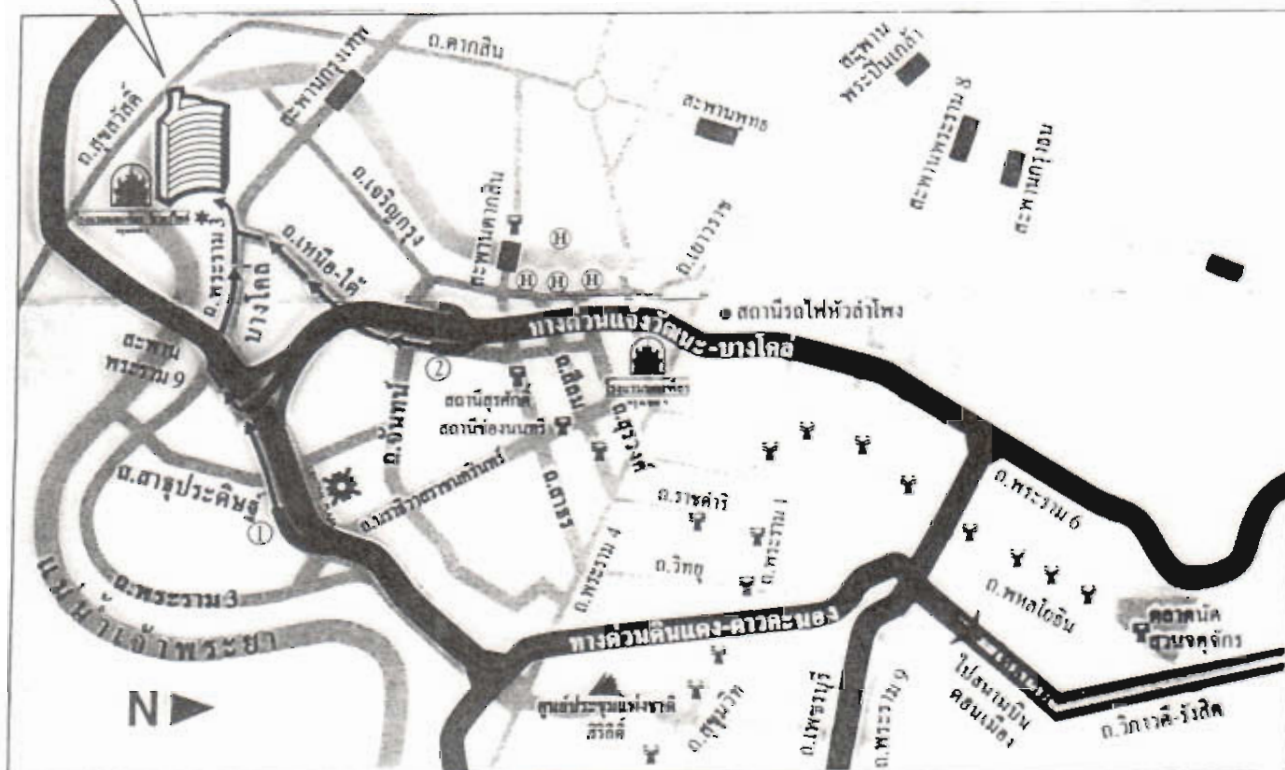 ถ.ตากสิน
สะพานกรุงเทพ
สะพาน
พระปิ่นเกล้า
สะพานพุทธ
สะพานพระราม 8
สะพานกรุงธน
ถ.สุขสวัสดิ์
ถ.เจริญกรุง
สะพานตากสิน
H
H H H
ถ.เยาวราช
ถ.พระราม 3
ถ.เหนือ-ใต้
บางโคล่
ทางด่วนแจ้งวัฒนะ-บางโคล่
สถานีรถไฟหัวลำโพง
สะพาน
พระราม 9
②
สถานีสุรศักดิ์
สถานีช่องนนทรี
ถ.สีลม
ถ.สุรวงค์
ถ.จันทน์
ถ.สาธุประดิษฐ์
①
ถ.นราธิวาสราชนครินทร์
ถ.สาธร
ถ.ราชดำริ
ถ.พระราม 1
ถ.พระราม 6
ถ.พระราม 4
ถ.วิทยุ
ถ.พหลโยธิน
ถ.พระราม 3
แม่น้ำเจ้าพระยา
ทางด่วนดินแดง-ดาวคะนอง
ตลาดนัด
สวนจตุจักร
N
ศูนย์ประชุมแห่งชาติ
สิริกิติ์
ถ.สุขุมวิท
ถ.เพชรบุรี
ถ.พระราม 9
ไปสนามบิน
ดอนเมือง
ถ.วิภาวดี-รังสิต